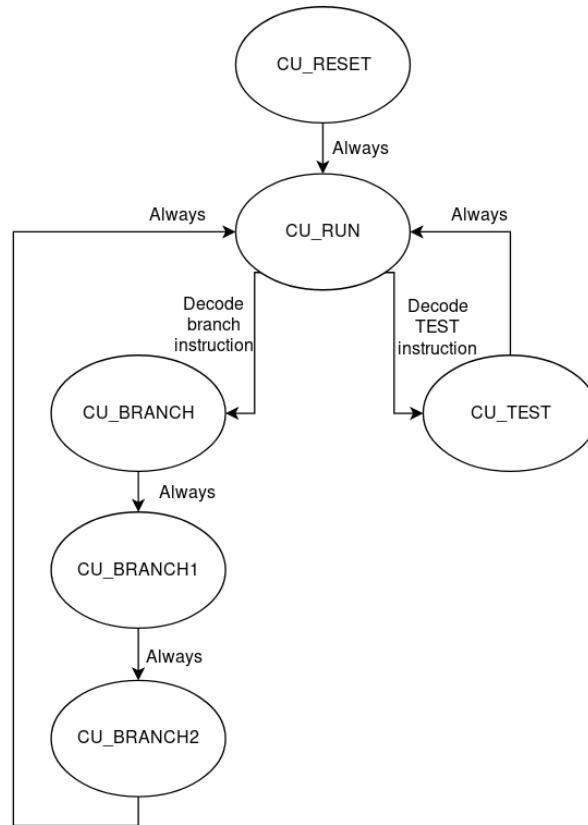 CU_RESET
Always
Always
Always
CU_RUN
Decode
branch
instruction
Decode
TEST
instruction
CU_BRANCH
CU_TEST
Always
CU_BRANCH1
Always
CU_BRANCH2